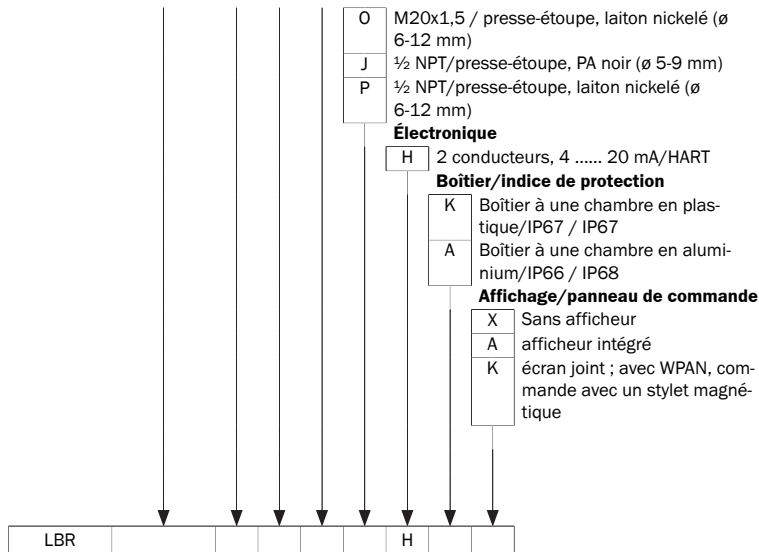 O M20x1,5 / presse-étoupe, laiton nickelé (ø
6-12 mm)
J ½ NPT/presse-étoupe, PA noir (ø 5-9 mm)
P ½ NPT/presse-étoupe, laiton nickelé (ø
6-12 mm)
Électronique
H 2 conducteurs, 4 ...... 20 mA/HART
Boîtier/indice de protection
K Boîtier à une chambre en plas-
tique/IP67 / IP67
A Boîtier à une chambre en alumi-
nium/IP66 / IP68
Affichage/panneau de commande
X Sans afficheur
A afficheur intégré
K écran joint ; avec WPAN, com-
mande avec un stylet magné-
tique
LBR H